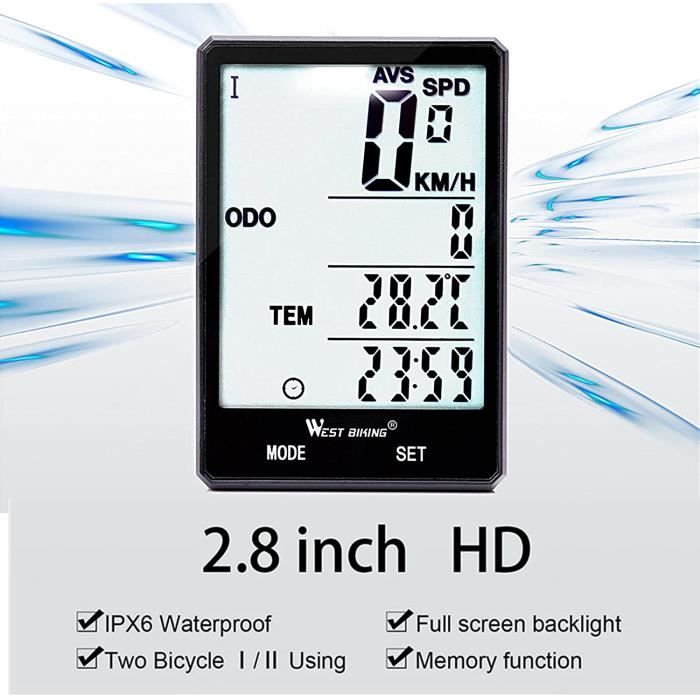 I
AVS SPD
0 0
KM/H
ODO 0
TEM 28.2℃
23:59
WEST BIKING®
MODE SET
2.8 inch HD
IPX6 Waterproof
Full screen backlight
Two Bicycle Ⅰ/Ⅱ Using
Memory function